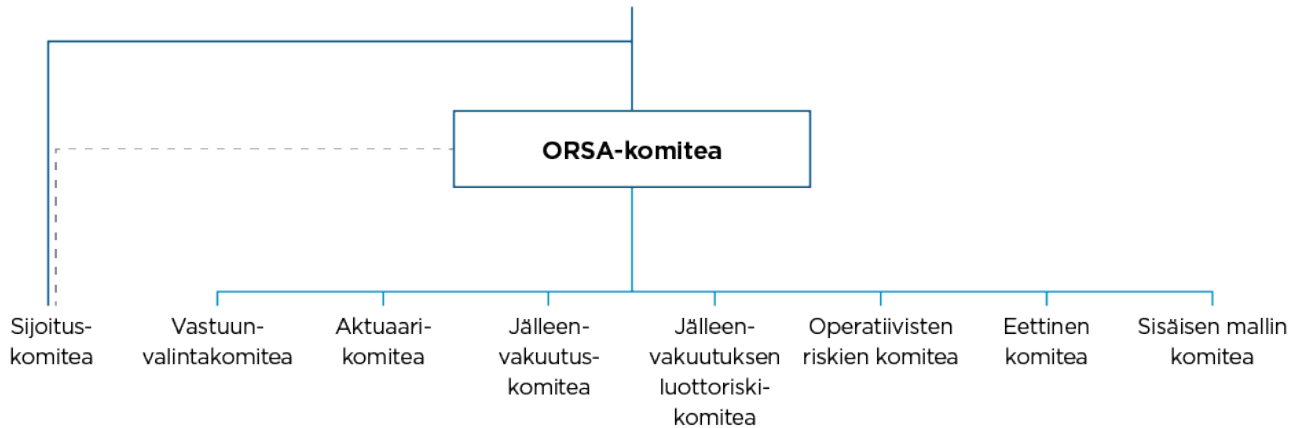 ORSA-komitea
Sijoitus-
komitea
Vastuun-
valintakomitea
Aktuaari-
komitea
Jälleen-
vakuutus-
komitea
Jälleen-
vakuutuksen
luottoriski-
komitea
Operatiivisten
riskien komitea
Eettinen
komitea
Sisäisen mallin
komitea